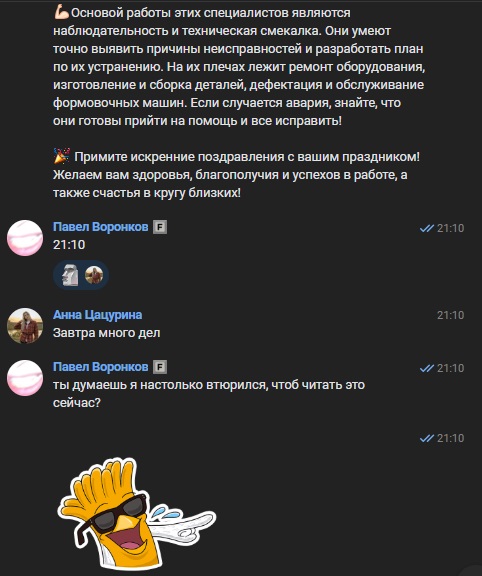 💪Основой работы этих специалистов являются
наблюдательность и техническая смекалка. Они умеют
точно выявить причины неисправностей и разработать план
по их устранению. На их плечах лежит ремонт оборудования,
изготовление и сборка деталей, дефектация и обслуживание
формовочных машин. Если случается авария, знайте, что
они готовы прийти на помощь и все исправить!
🎉 Примите искренние поздравления с вашим праздником!
Желаем вам здоровья, благополучия и успехов в работе, а
также счастья в кругу близких!
Павел Воронков F 21:10
21:10
Анна Цацурина 21:10
Завтра много дел
Павел Воронков F 21:10
ты думаешь я настолько втюрился, чтоб читать это
сейчас?
21:10